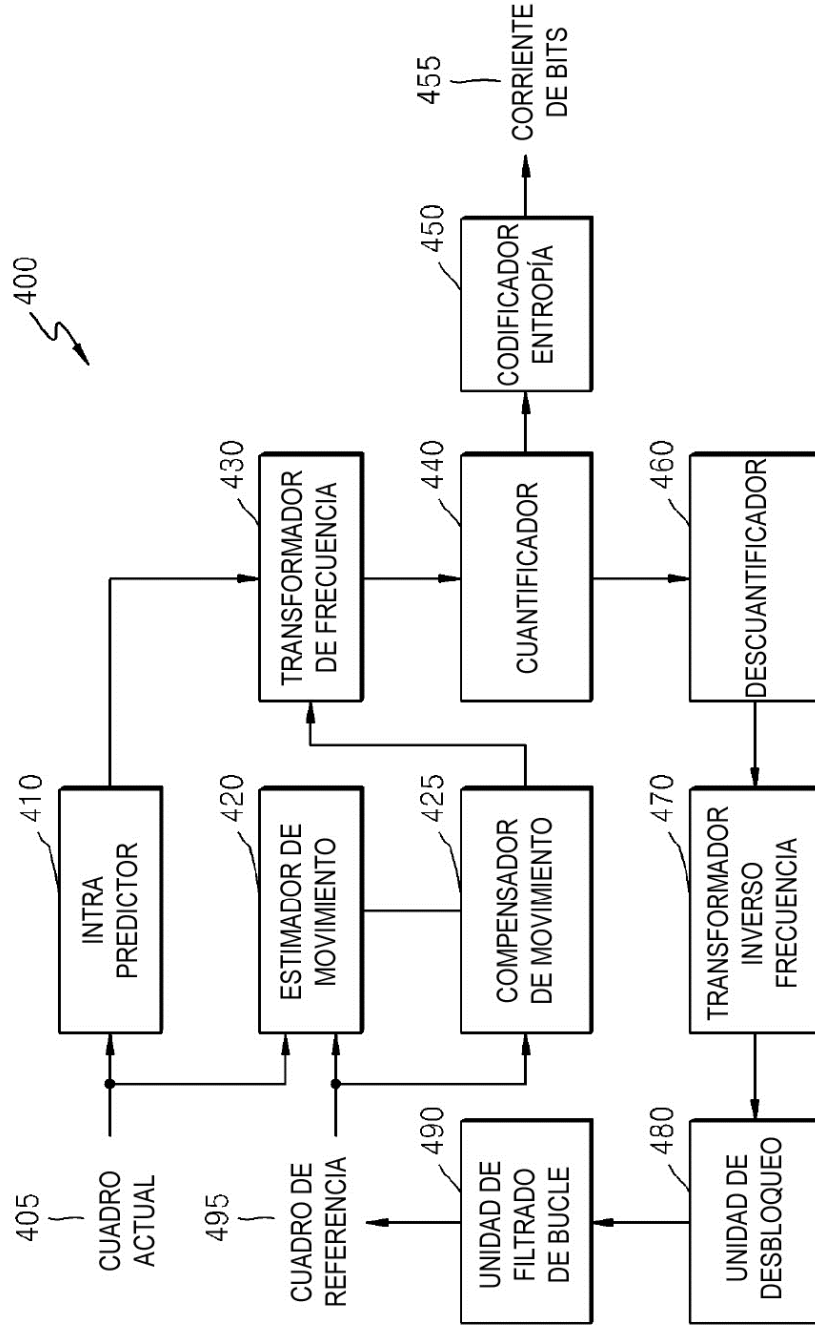 400
405
CUADRO
ACTUAL
410
INTRA
PREDICTOR
495
CUADRO DE
REFERENCIA
420
ESTIMADOR DE
MOVIMIENTO
430
TRANSFORMADOR
DE FRECUENCIA
425
COMPENSADOR
DE MOVIMIENTO
440
CUANTIFICADOR
450
CODIFICADOR
ENTROPÍA
455
CORRIENTE
DE BITS
490
UNIDAD DE
FILTRADO
DE BUCLE
480
UNIDAD DE
DESBLOQUEO
470
TRANSFORMADOR
INVERSO
FRECUENCIA
460
DESCUANTIFICADOR